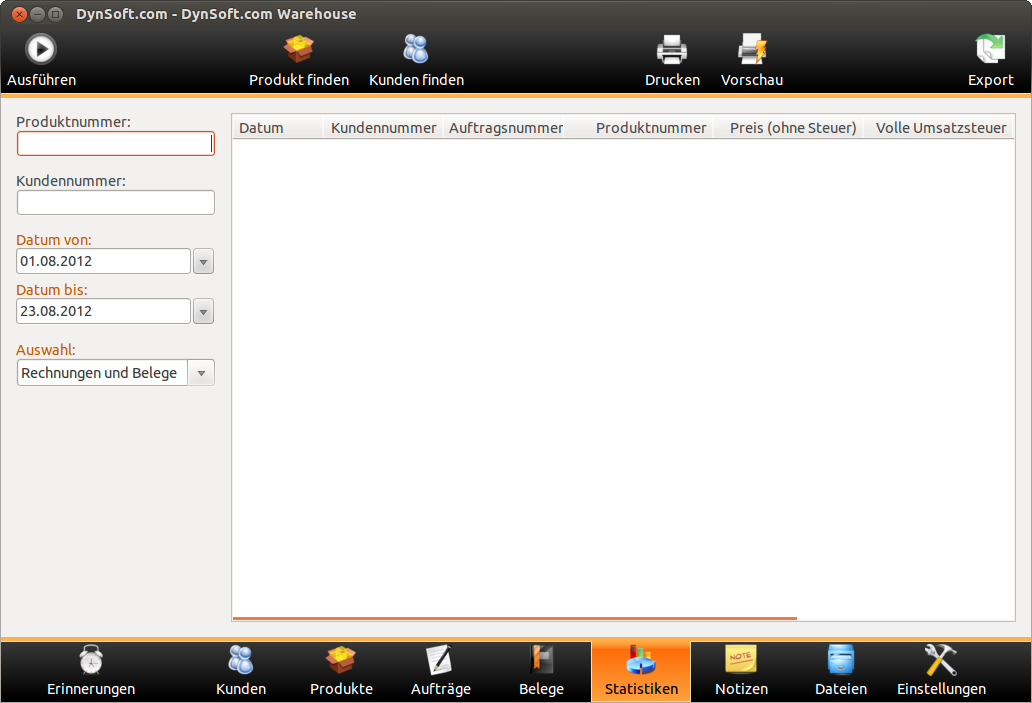 DynSoft.com - DynSoft.com Warehouse
Ausführen
Produkt finden
Kunden finden
Drucken
Vorschau
Export
Produktnummer:
Kundennummer:
Datum von:
01.08.2012
Datum bis:
23.08.2012
Auswahl:
Rechnungen und Belege
Datum
Kundennummer
Auftragsnummer
Produktnummer
Preis (ohne Steuer)
Volle Umsatzsteuer
NOTE
Erinnerungen
Kunden
Produkte
Aufträge
Belege
Statistiken
Notizen
Dateien
Einstellungen